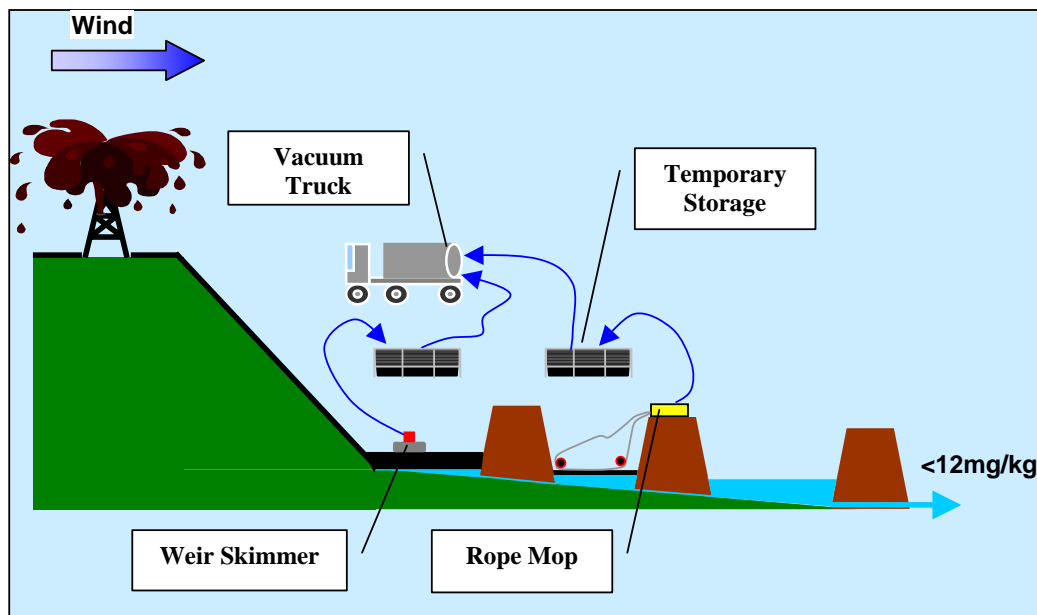 Wind
Vacuum
Truck
Temporary
Storage
<12mg/kg
Weir Skimmer
Rope Mop